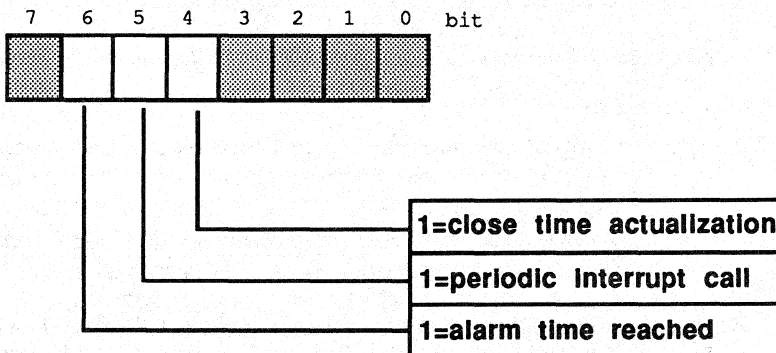 7 6 5 4 3 2 1 0 bit
1=close time actualization
1=periodic interrupt call
1=alarm time reached